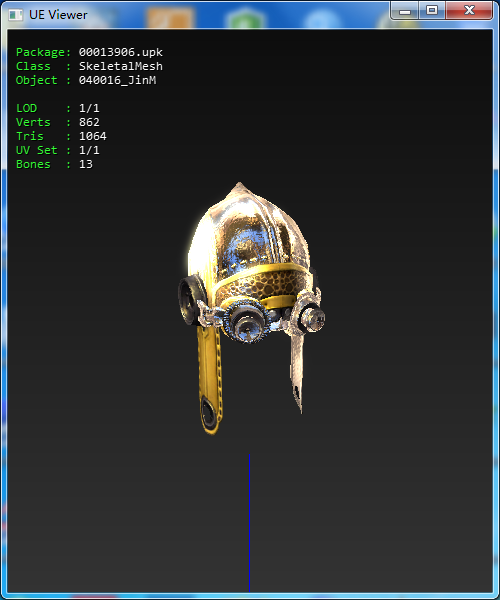 UE Viewer
Package: 00013906.upk
Class : SkeletalMesh
Object : 040016_JinM
LOD : 1/1
Verts : 862
Tris : 1064
UV Set : 1/1
Bones : 13